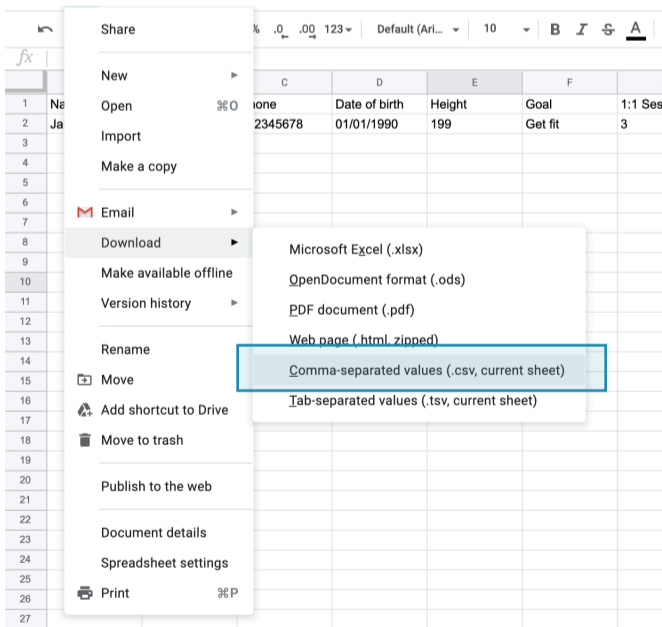 Share
% .0 .00 123 Default (Ari... 10 B I S A
fx
New
C D E F
Open ⌘O
1 Na one Date of birth Height Goal 1:1 Ses
2 Ja 2345678 01/01/1990 199 Get fit 3
Import
3
Make a copy
4
5
6
Email
7
Download
8
Microsoft Excel (.xlsx)
9
Make available offline
OpenDocument format (.ods)
10
Version history
11
PDF document (.pdf)
12
Web page (.html, zipped)
13
Rename
14
Comma-separated values (.csv, current sheet)
Move
15
Tab-separated values (.tsv, current sheet)
16
Add shortcut to Drive
17
Move to trash
18
19
20
Publish to the web
21
22
Document details
23
Spreadsheet settings
24
25
Print ⌘P
26
27